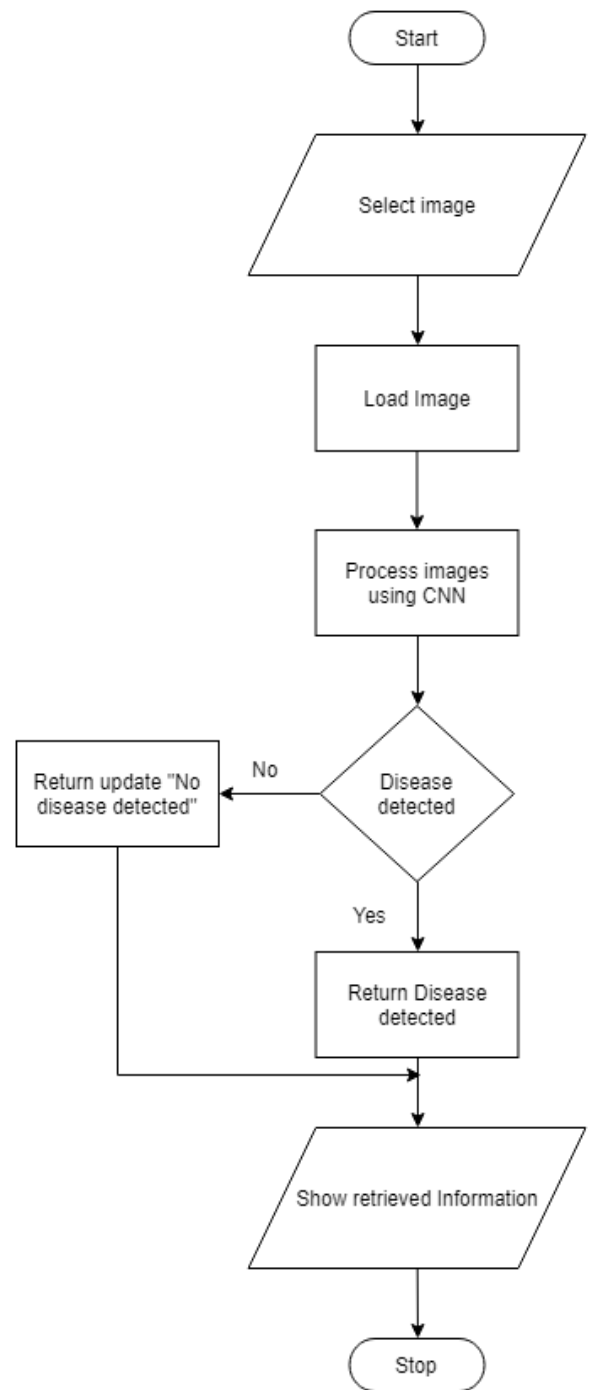 Start
Select image
Load Image
Process images
using CNN
Disease
detected
No
Return update "No
disease detected"
Yes
Return Disease
detected
Show retrieved Information
Stop